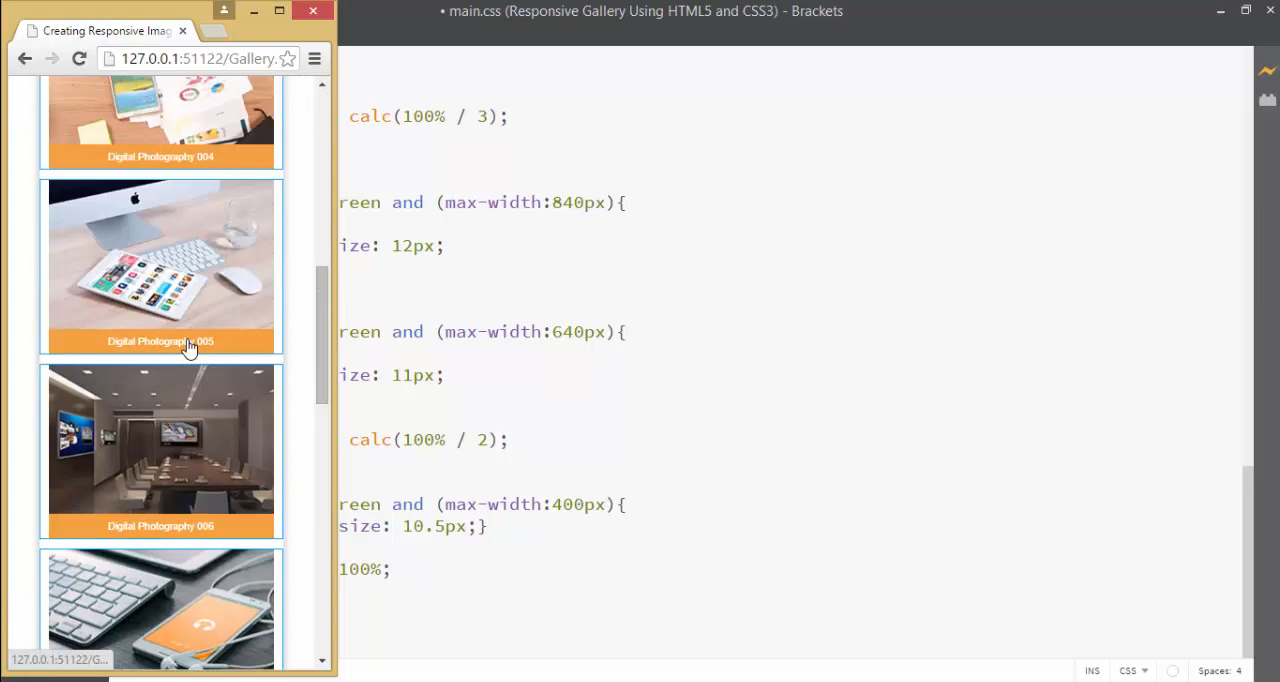 • main.css (Responsive Gallery Using HTML5 and CSS3) - Brackets
Creating Responsive Imag
127.0.0.1:51122/Gallery.
Digital Photography 004
Digital Photography 005
Digital Photography 006
127.0.0.1:51122/G...
calc(100% / 3);
reen and (max-width:840px){
ize: 12px;
reen and (max-width:640px){
ize: 11px;
calc(100% / 2);
reen and (max-width:400px){
size: 10.5px;}
100%;
INS
CSS
Spaces: 4